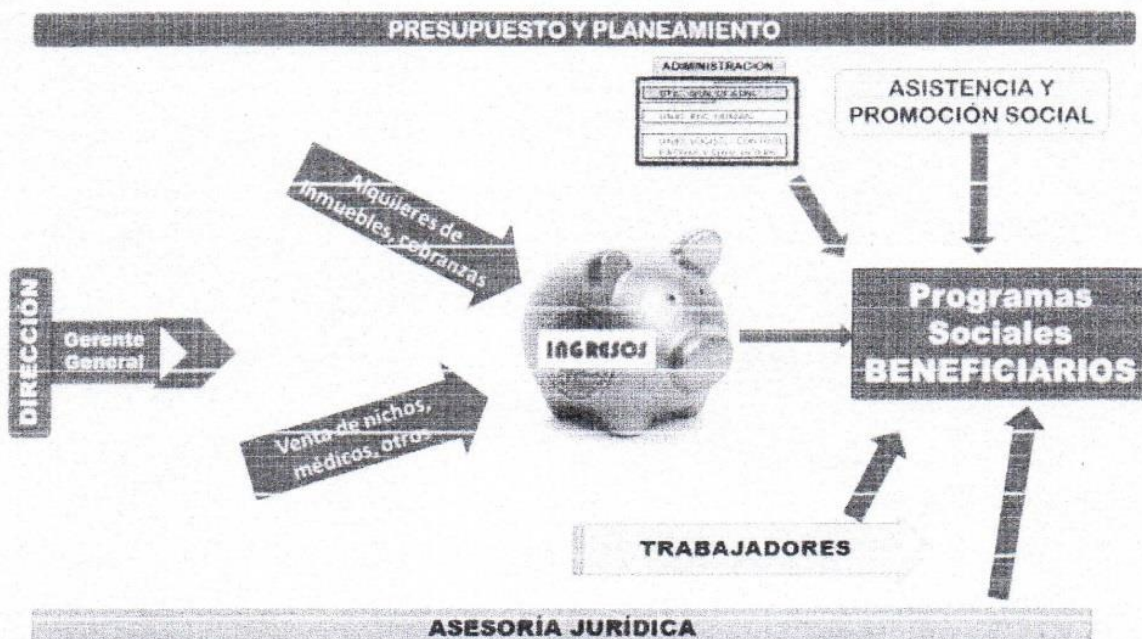 PRESUPUESTO Y PLANEAMIENTO
ADMINISTRACION
ASISTENCIA Y
PROMOCIÓN SOCIAL
Alquileres de
inmuebles, cobranzas
DIRECCIÓN
Gerente
General
INGRESOS
Programas
Sociales
BENEFICIARIOS
Venta de nichos,
médicos, otros
TRABAJADORES
ASESORÍA JURÍDICA